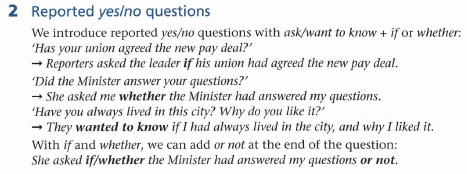 2 Reported yes/no questions
We introduce reported yes/no questions with ask/want to know + if or whether:
‘Has your union agreed the new pay deal?’
→ Reporters asked the leader if his union had agreed the new pay deal.
‘Did the Minister answer your questions?’
→ She asked me whether the Minister had answered my questions.
‘Have you always lived in this city? Why do you like it?’
→ They wanted to know if I had always lived in the city, and why I liked it.
With if and whether, we can add or not at the end of the question:
She asked if/whether the Minister had answered my questions or not.